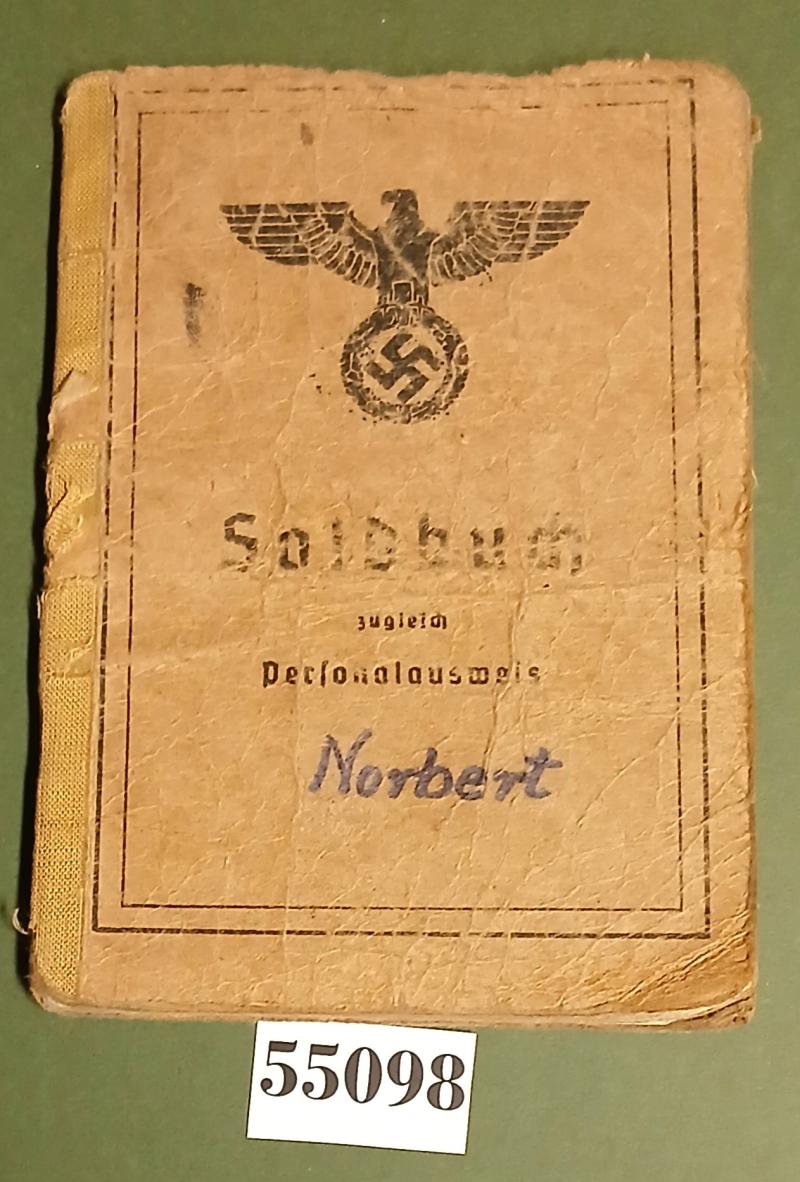 Soldbuch
zugleich
Personalausweis
Norbert
55098